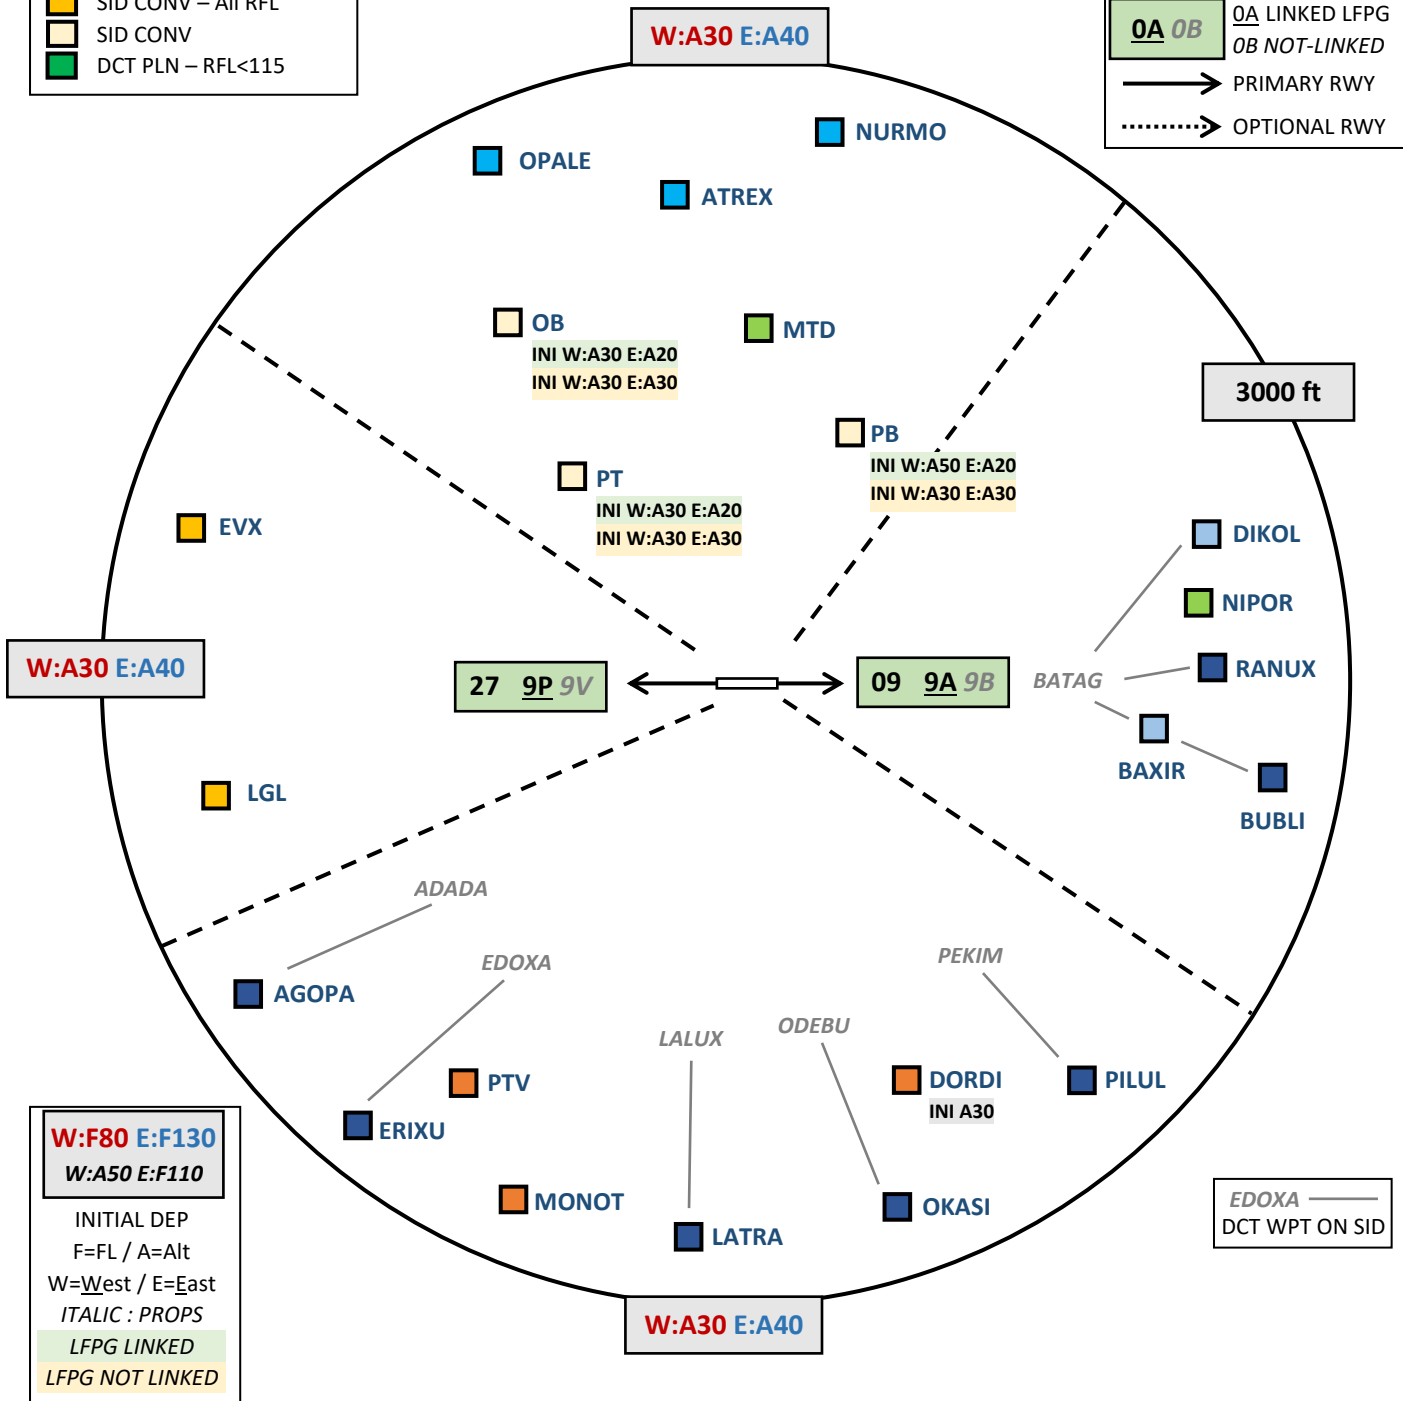 SID CONV – All RFL
SID CONV
DCT PLN – RFL<115
W:A30 E:A40
0A 0B
0A LINKED LFPG
0B NOT-LINKED
PRIMARY RWY
OPTIONAL RWY
NURMO
OPALE
ATREX
OB
INI W:A30 E:A20
INI W:A30 E:A30
MTD
3000 ft
PB
INI W:A50 E:A20
INI W:A30 E:A30
PT
INI W:A30 E:A20
INI W:A30 E:A30
EVX
DIKOL
NIPOR
W:A30 E:A40
27 9P 9V
09 9A 9B
BATAG
RANUX
BAXIR
BUBLI
LGL
ADADA
AGOPA
EDOXA
PEKIM
LALUX
ODEBU
PTV
DORDI
INI A30
PILUL
ERIXU
MONOT
OKASI
LATRA
W:A30 E:A40
W:F80 E:F130
W:A50 E:F110
INITIAL DEP
F=FL / A=Alt
W=West / E=East
ITALIC : PROPS
LFPG LINKED
LFPG NOT LINKED
EDOXA
DCT WPT ON SID